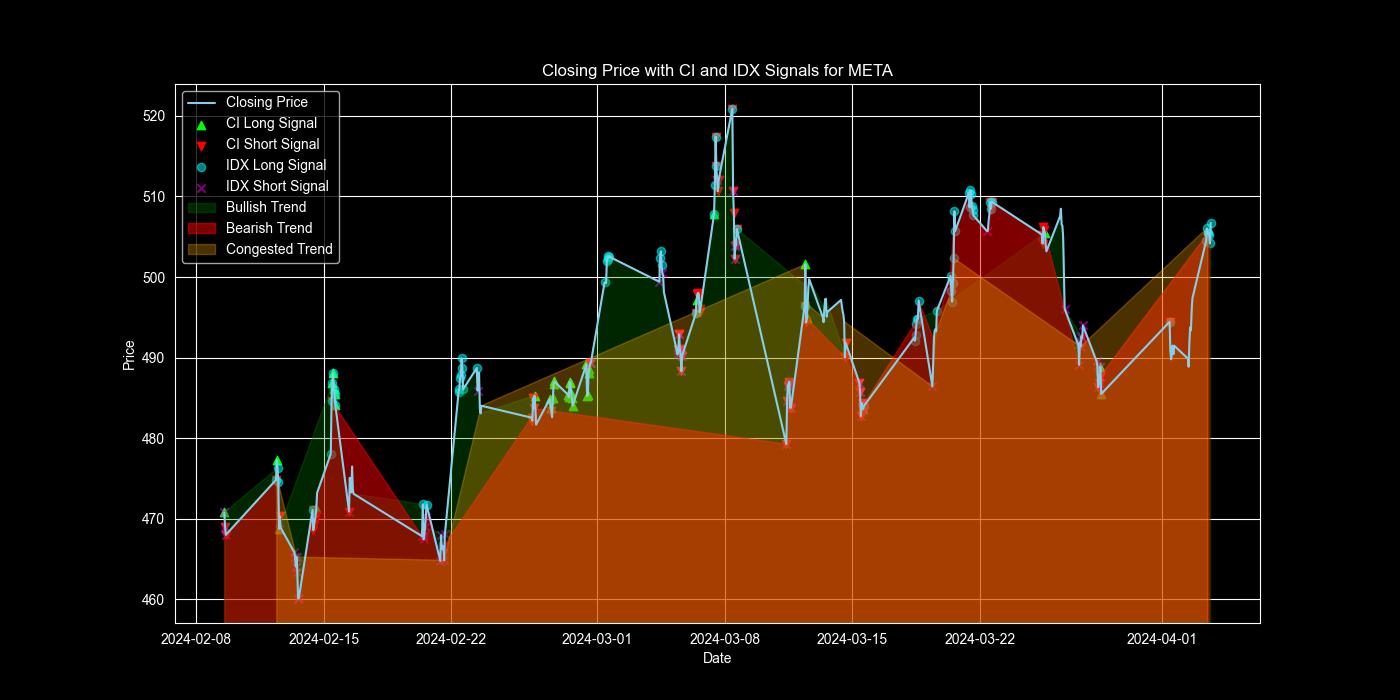 Closing Price with CI and IDX Signals for META
Closing Price
CI Long Signal
CI Short Signal
IDX Long Signal
IDX Short Signal
Bullish Trend
Bearish Trend
Congested Trend
Price
520
510
500
490
480
470
460
2024-02-08
2024-02-15
2024-02-22
2024-03-01
2024-03-08
2024-03-15
2024-03-22
2024-04-01
Date